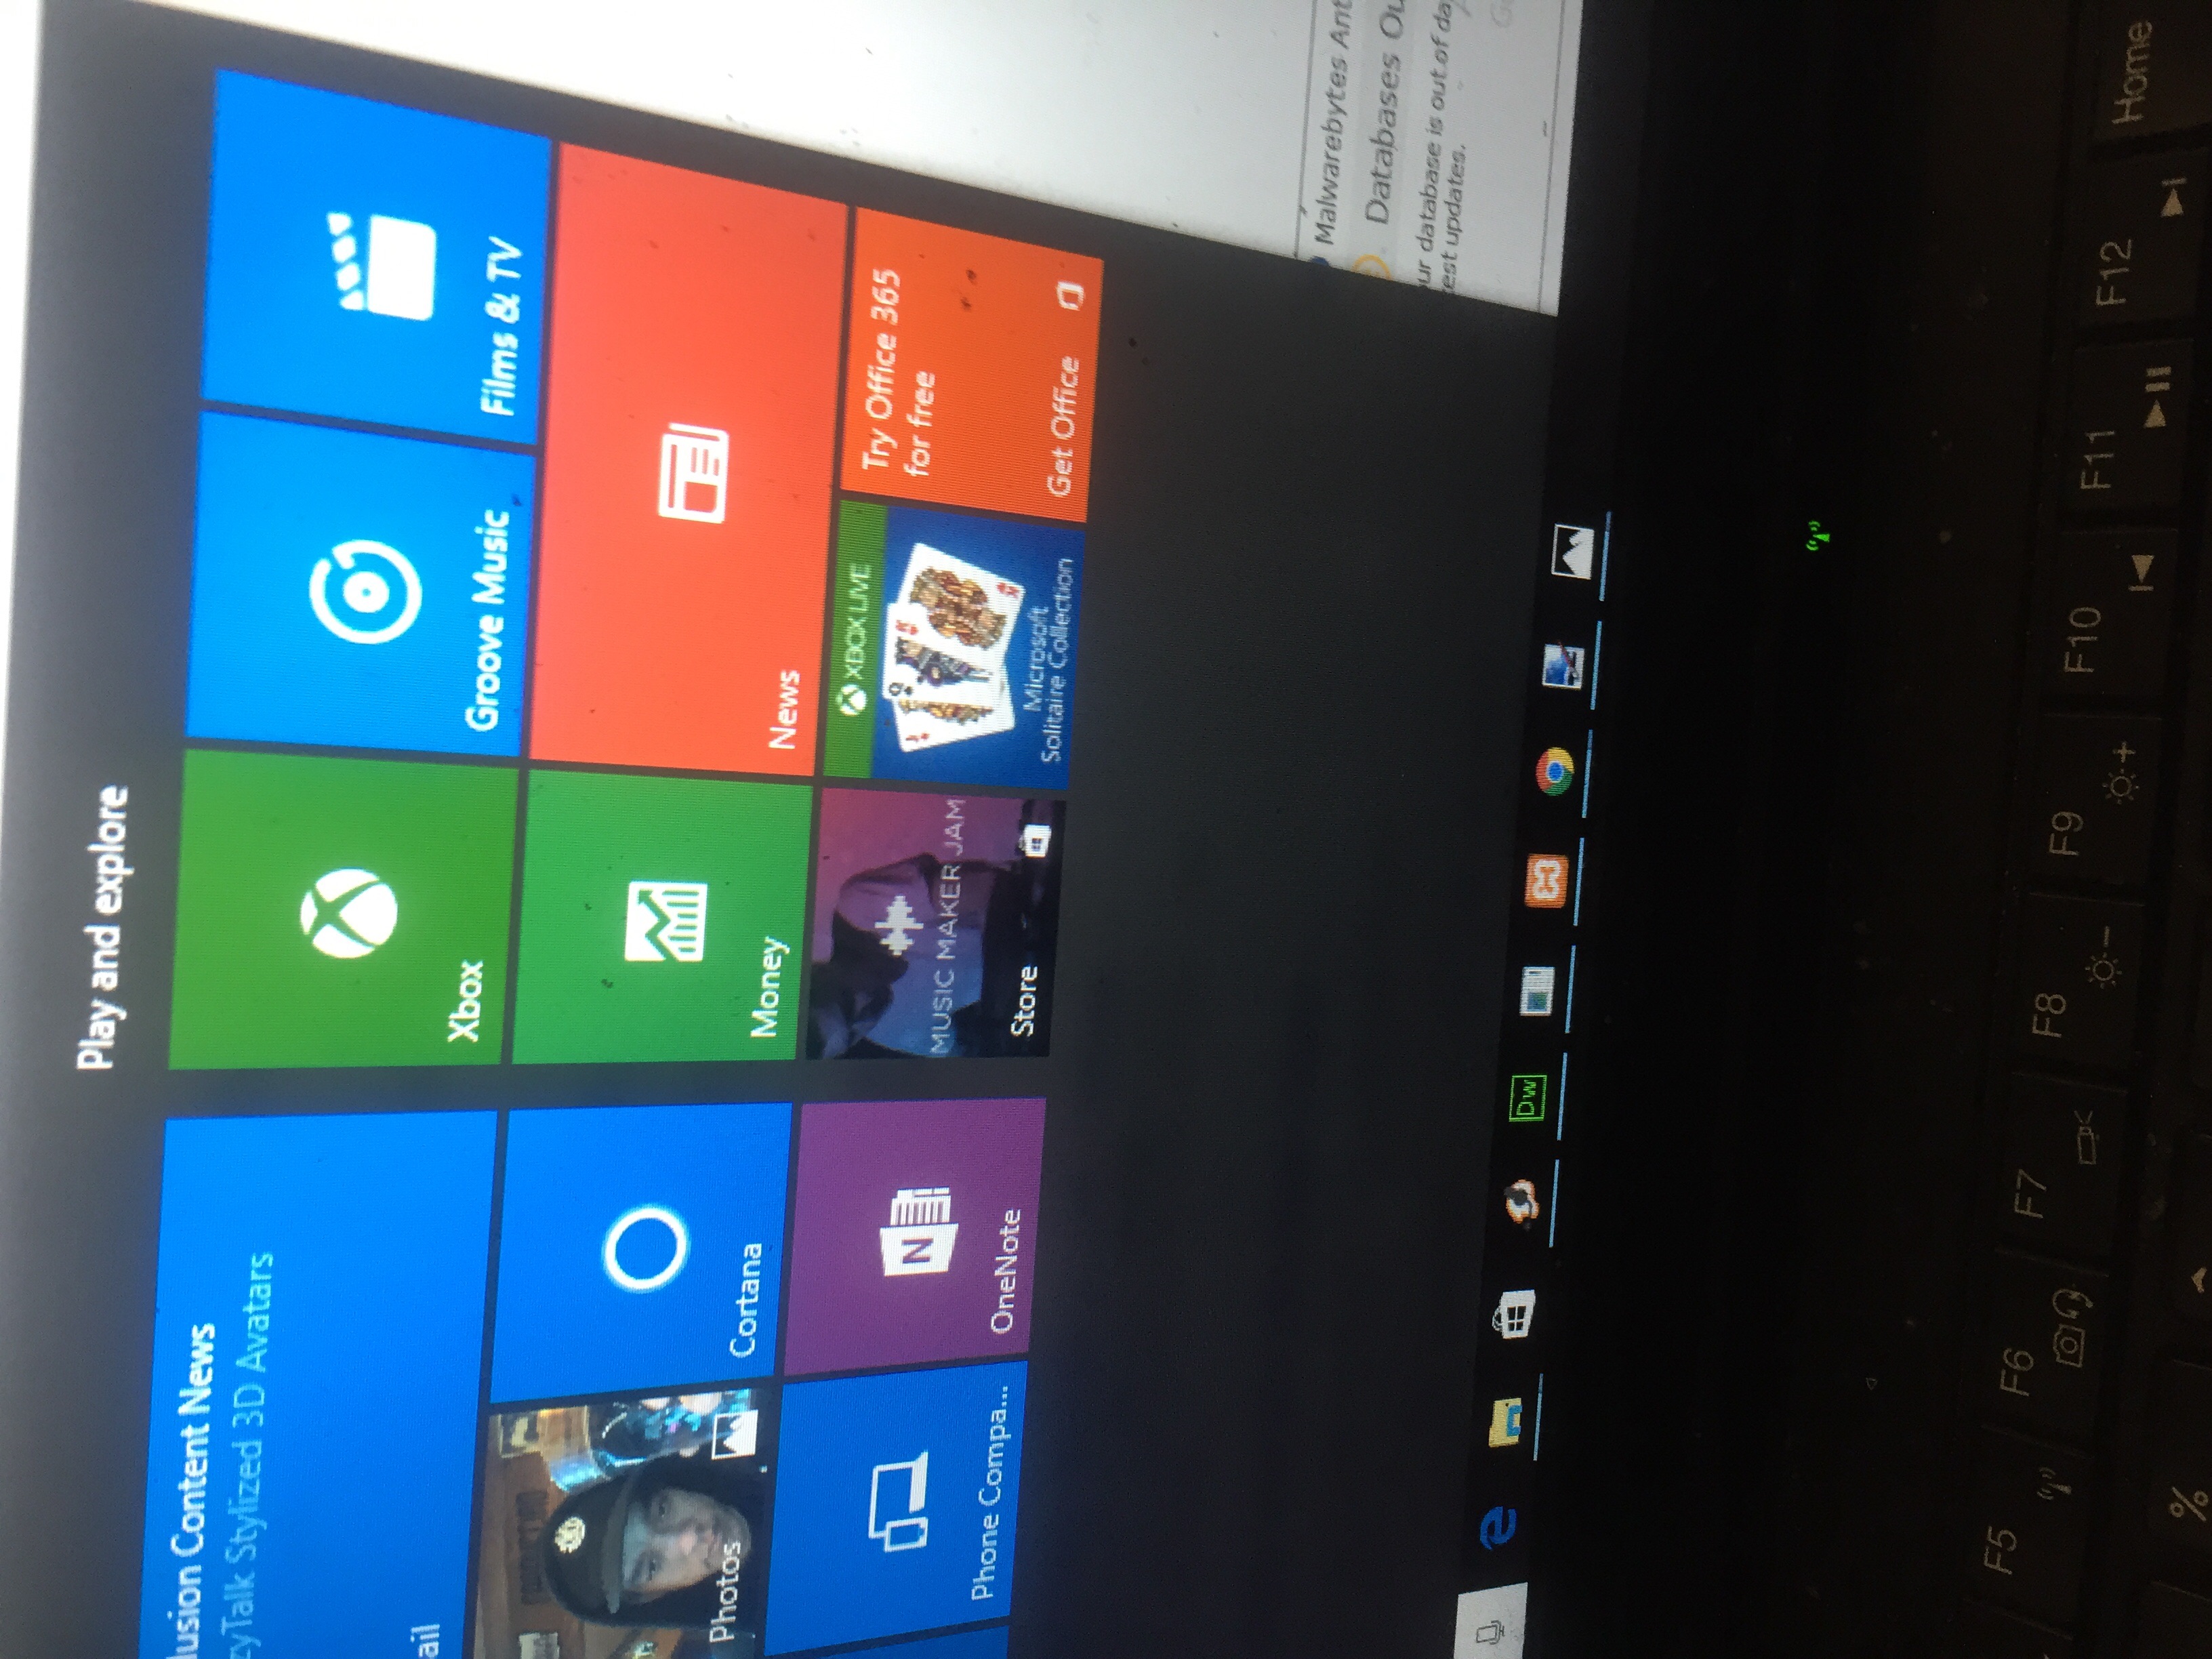 Play and explore
lusion Content News
zyTalk Stylized 3D Avatars
ail
Xbox
Groove Music
Films & TV
Photos
Cortana
Money
News
Phone Compa...
OneNote
MUSIC MAKER JAM
Store
XBOX LIVE
Microsoft
Solitaire Collection
Try Office 365
for free
Get Office
Malwarebytes Ant
Databases Ou
ur database is out of da
est updates.
Dw
F5
F6
F7
F8
F9
F10
F11
F12
Home
%